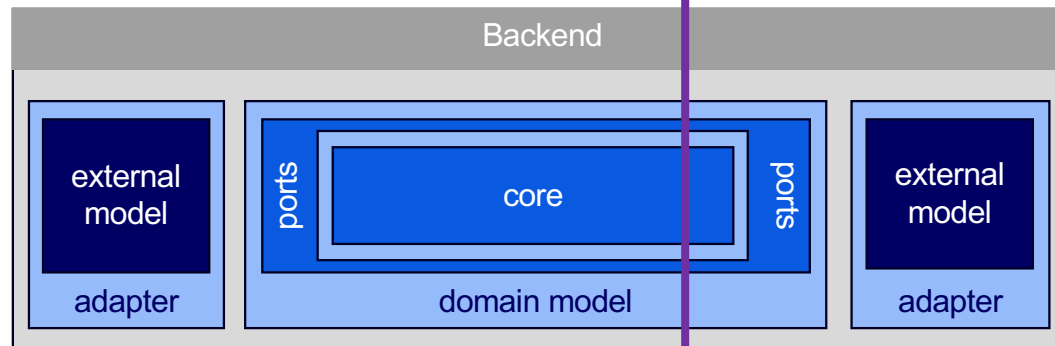 Backend
external
model
adapter
ports
core
ports
domain model
external
model
adapter